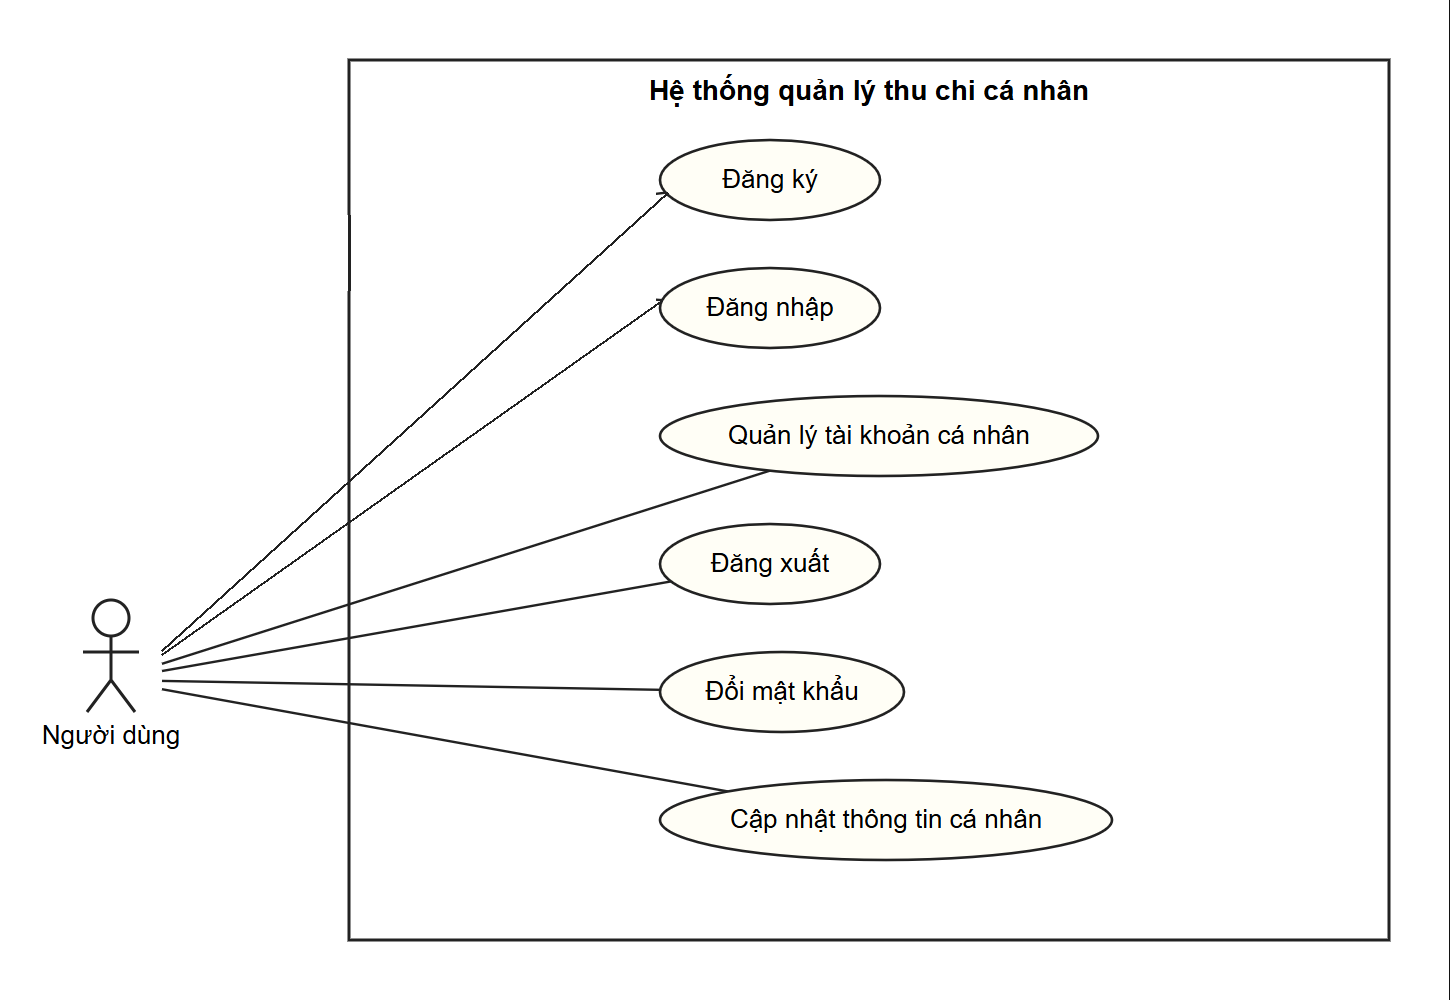 Hệ thống quản lý thu chi cá nhân
Đăng ký
Đăng nhập
Quản lý tài khoản cá nhân
Đăng xuất
Đổi mật khẩu
Người dùng
Cập nhật thông tin cá nhân